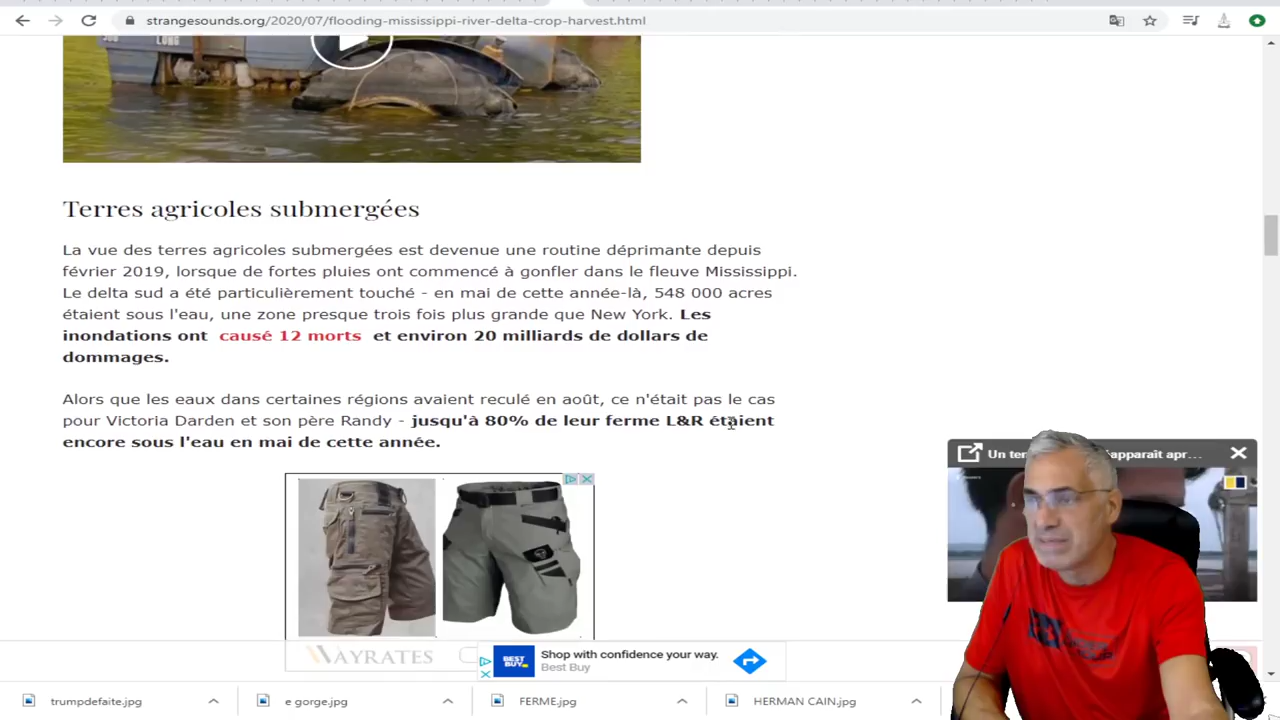 strangesounds.org/2020/07/flooding-mississippi-river-delta-crop-harvest.html
LONG
Terres agricoles submergées
La vue des terres agricoles submergées est devenue une routine déprimante depuis
février 2019, lorsque de fortes pluies ont commencé à gonfler dans le fleuve Mississippi.
Le delta sud a été particulièrement touché - en mai de cette année-là, 548 000 acres
étaient sous l'eau, une zone presque trois fois plus grande que New York. Les
inondations ont causé 12 morts et environ 20 milliards de dollars de
dommages.
Alors que les eaux dans certaines régions avaient reculé en août, ce n'était pas le cas
pour Victoria Darden et son père Randy - jusqu'à 80% de leur ferme L&R étaient
encore sous l'eau en mai de cette année.
Un ter
apparaît apr...
WAYRATES
BEST BUY
Shop with confidence your way.
Best Buy
trumpdefaite.jpg
e gorge.jpg
FERME.jpg
HERMAN CAIN.jpg